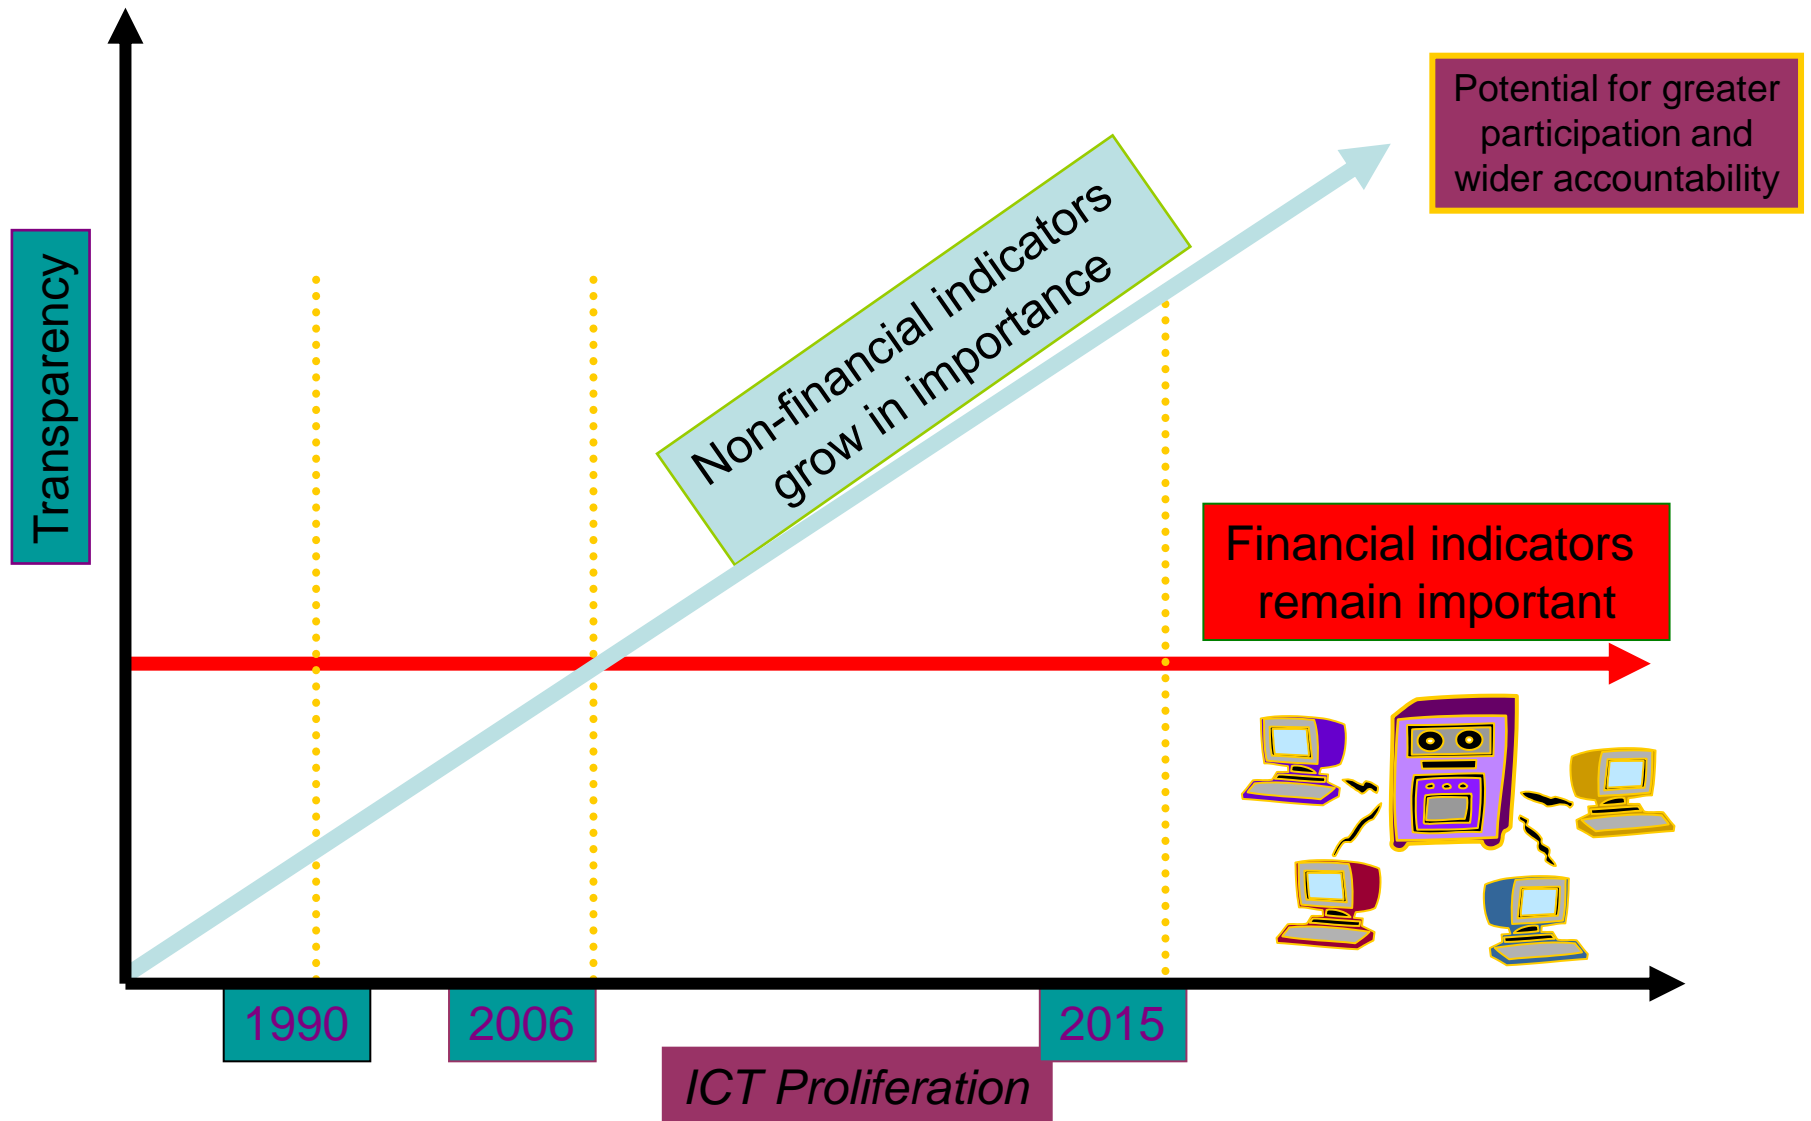 Potential for greater
participation and
wider accountability
Transparency
Non-financial indicators
grow in importance
Financial indicators
remain important
1990
2006
2015
ICT Proliferation